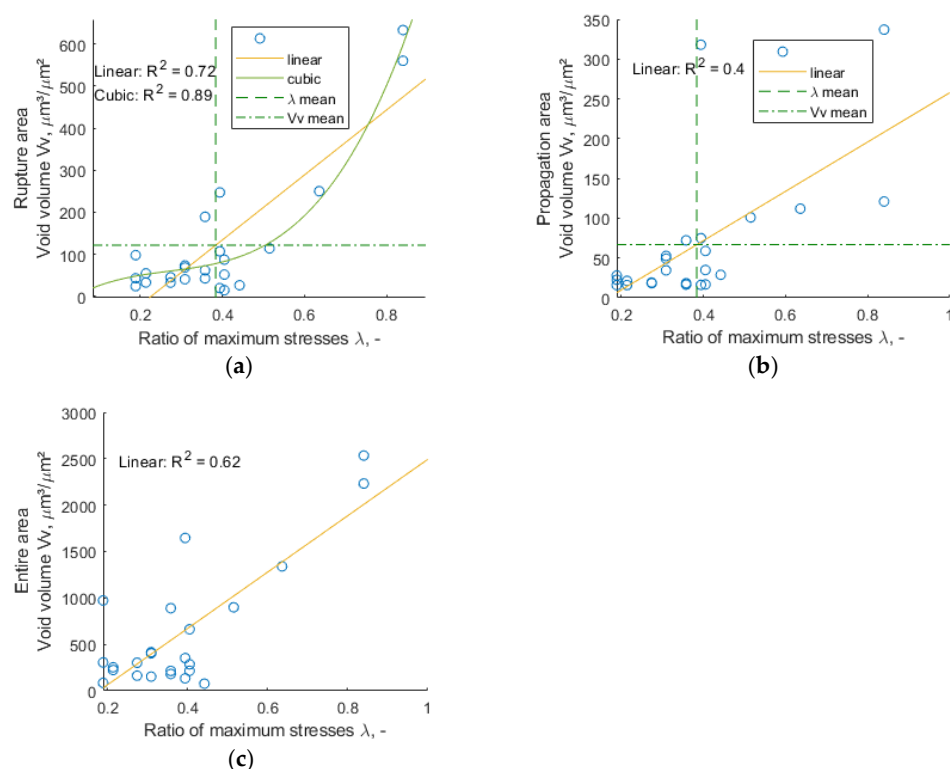 600
500
400
300
200
100
0
0.2
0.4
0.6
0.8
Rupture area
Void volume Vv, μm³/μm²
Linear: R² = 0.72
Cubic: R² = 0.89
linear
cubic
λ mean
Vv mean
Ratio of maximum stresses λ, -
(a)
350
300
250
200
150
100
50
0
0.2
0.4
0.6
0.8
1
Propagation area
Void volume Vv, μm³/μm²
Linear: R² = 0.4
linear
λ mean
Vv mean
Ratio of maximum stresses λ, -
(b)
3000
2500
2000
1500
1000
500
0
0.2
0.4
0.6
0.8
1
Entire area
Void volume Vv, μm³/μm²
Linear: R² = 0.62
Ratio of maximum stresses λ, -
(c)